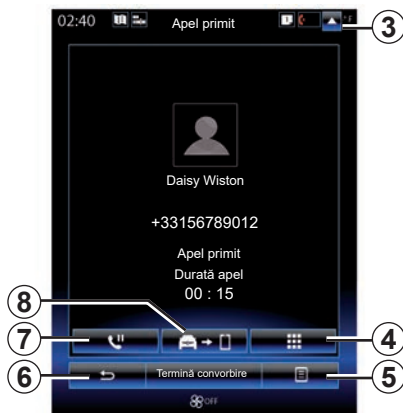 02:40 Apel primit °F
3
Daisy Wiston
+33156789012
Apel primit
Durată apel
00 : 15
8
7
4
6
Termină convorbire
5
OFF